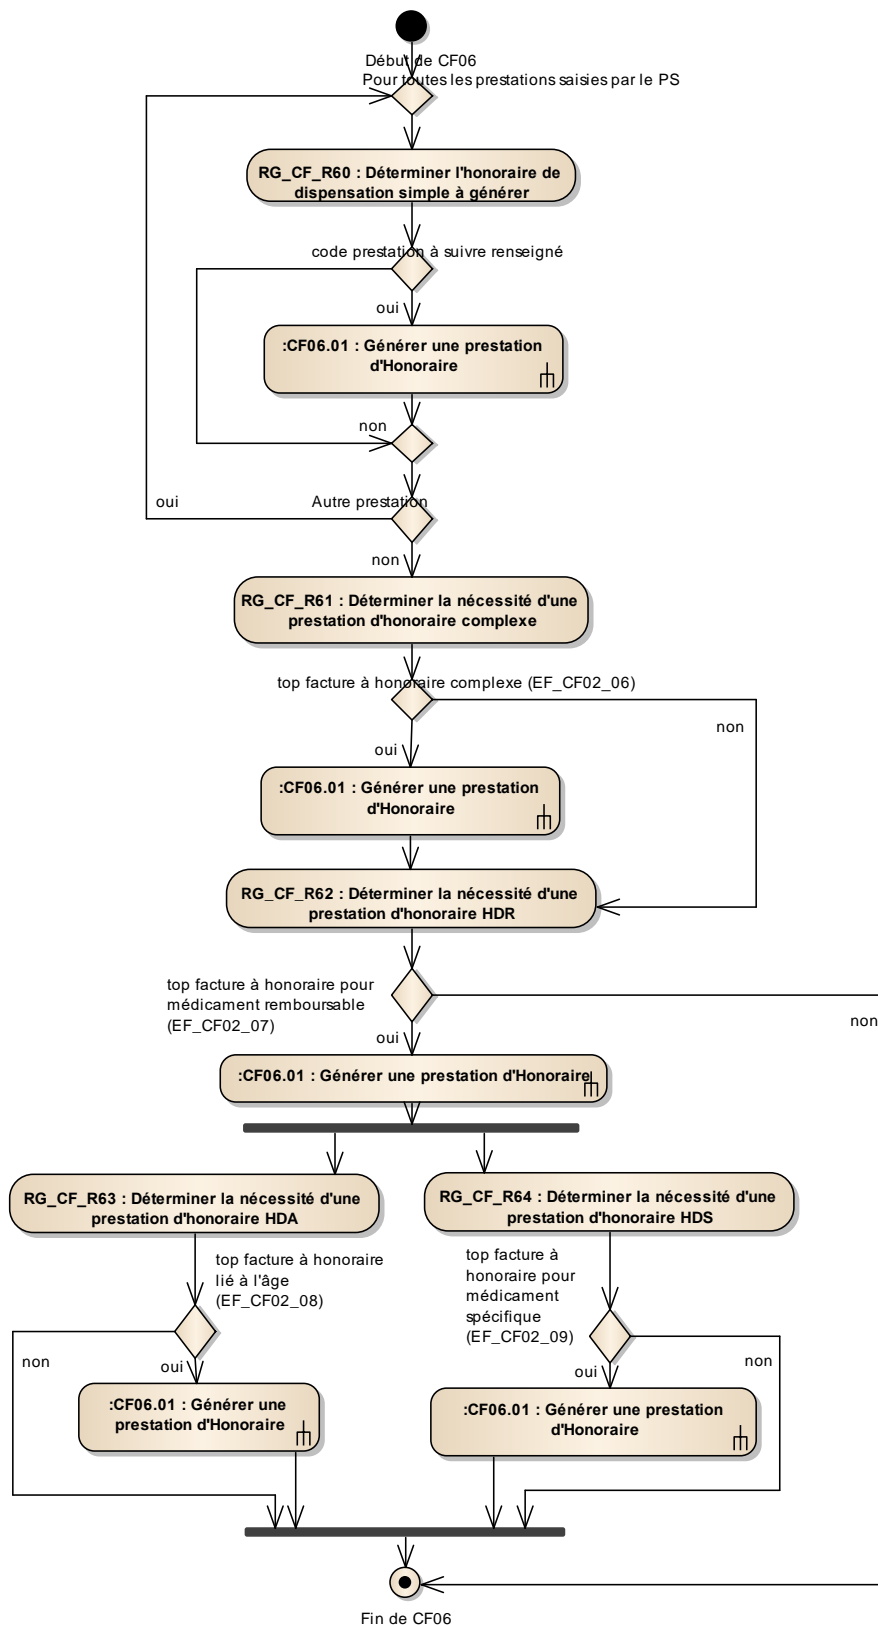 Début de CF06
Pour toutes les prestations saisies par le PS
RG_CF_R60 : Déterminer l'honoraire de
dispensation simple à générer
code prestation à suivre renseigné
oui
:CF06.01 : Générer une prestation
d'Honoraire
non
Autre prestation
oui
non
RG_CF_R61 : Déterminer la nécessité d'une
prestation d'honoraire complexe
top facture à honoraire complexe (EF_CF02_06)
non
oui
:CF06.01 : Générer une prestation
d'Honoraire
RG_CF_R62 : Déterminer la nécessité d'une
prestation d'honoraire HDR
top facture à honoraire pour
médicament remboursable
(EF_CF02_07)
non
oui
:CF06.01 : Générer une prestation d'Honoraire
RG_CF_R63 : Déterminer la nécessité d'une
prestation d'honoraire HDA
top facture à honoraire
lié à l'âge
(EF_CF02_08)
non
oui
:CF06.01 : Générer une
prestation d'Honoraire
RG_CF_R64 : Déterminer la nécessité d'une
prestation d'honoraire HDS
top facture à
honoraire pour
médicament
spécifique
(EF_CF02_09)
non
oui
:CF06.01 : Générer une prestation
d'Honoraire
Fin de CF06